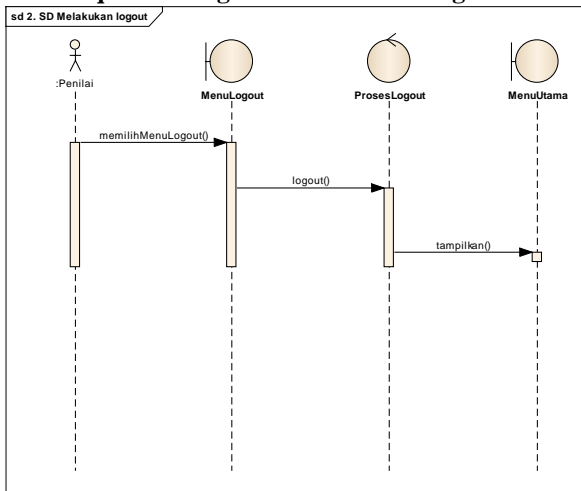 sd 2. SD Melakukan logout
:Penilai
MenuLogout
ProsesLogout
MenuUtama
memilihMenuLogout()
logout()
tampilkan()